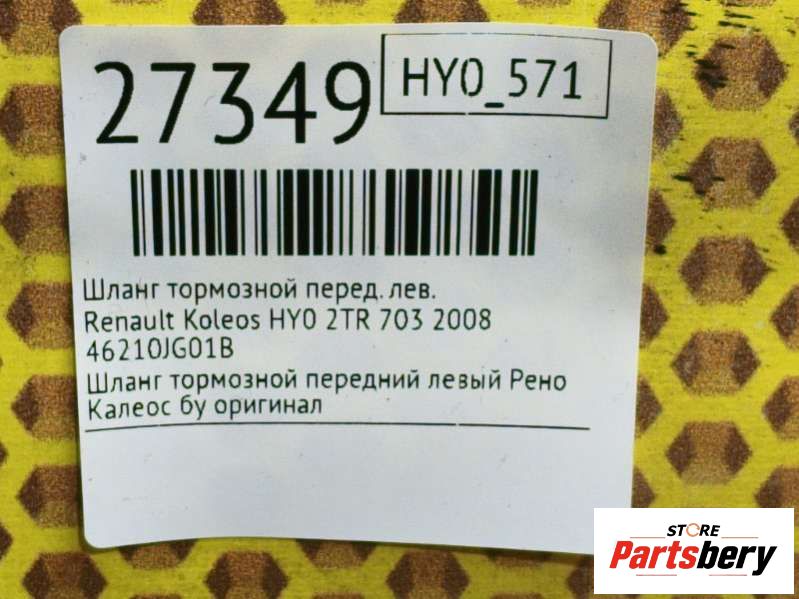 27349
HY0_571
Шланг тормозной перед. лев.
Renault Koleos HY0 2TR 703 2008
46210JG01B
Шланг тормозной передний левый Рено
Калеос бу оригинал
STORE
Partsbery